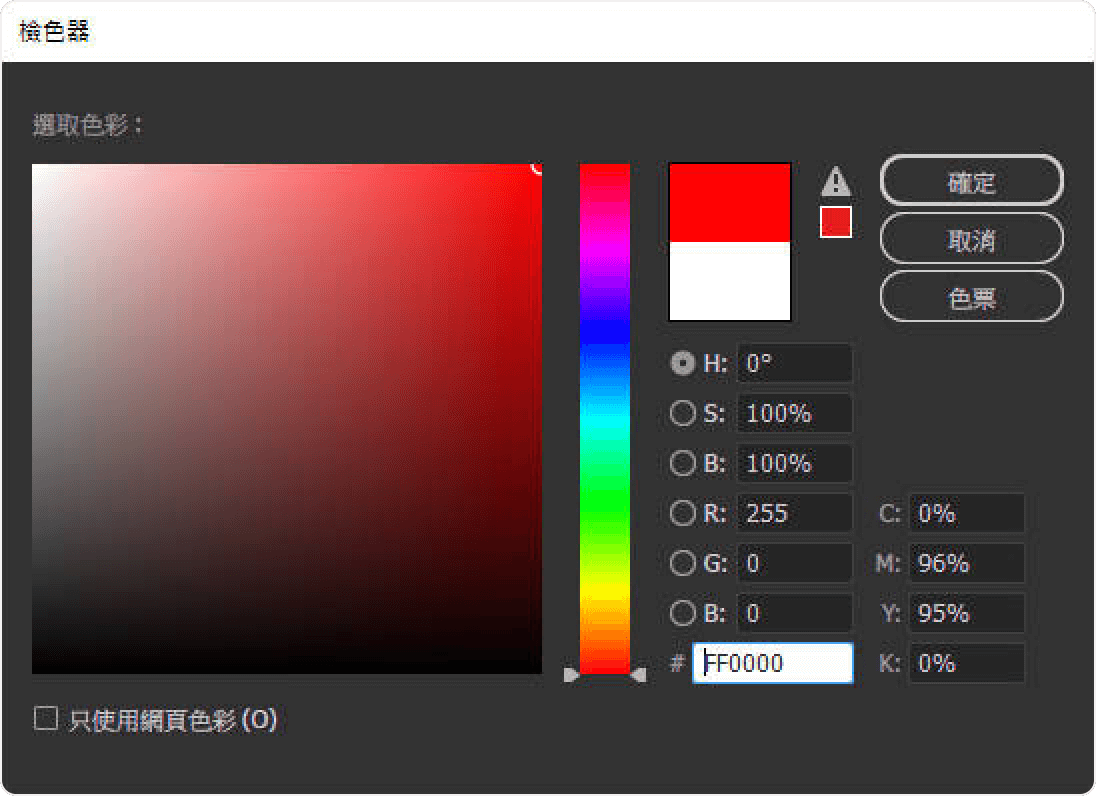 檢色器
選取色彩：
確定
取消
色票
H: 0°
S: 100%
B: 100%
R: 255
C: 0%
G: 0
M: 96%
B: 0
Y: 95%
# FF0000
K: 0%
只使用網頁色彩 (O)